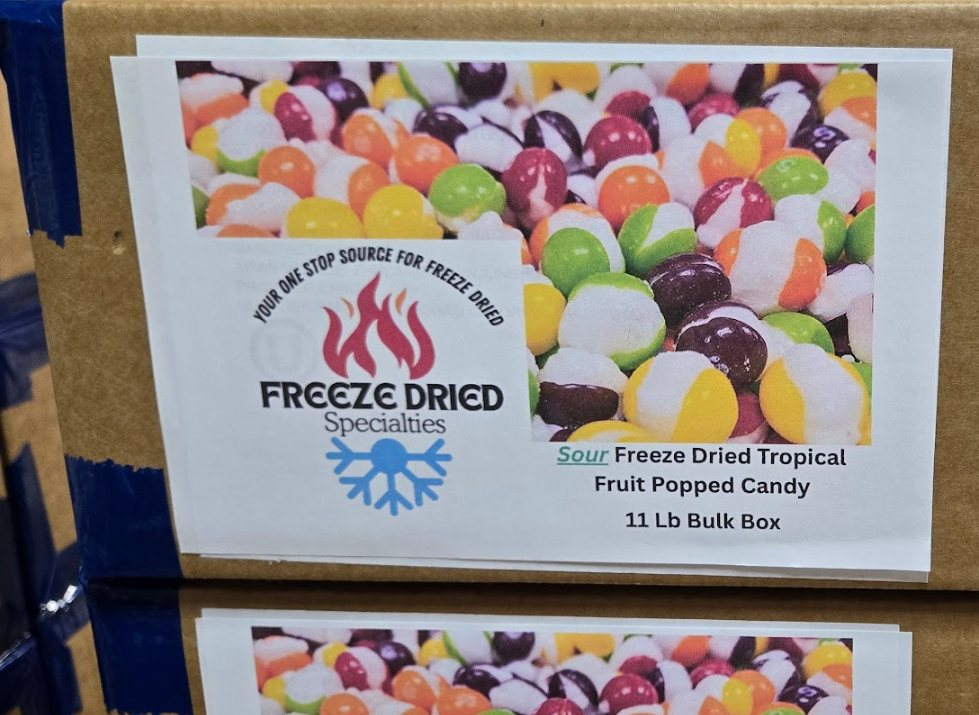 YOUR ONE STOP SOURCE FOR FREEZE DRIED
FREEZE DRIED
Specialties
Sour Freeze Dried Tropical
Fruit Popped Candy
11 Lb Bulk Box